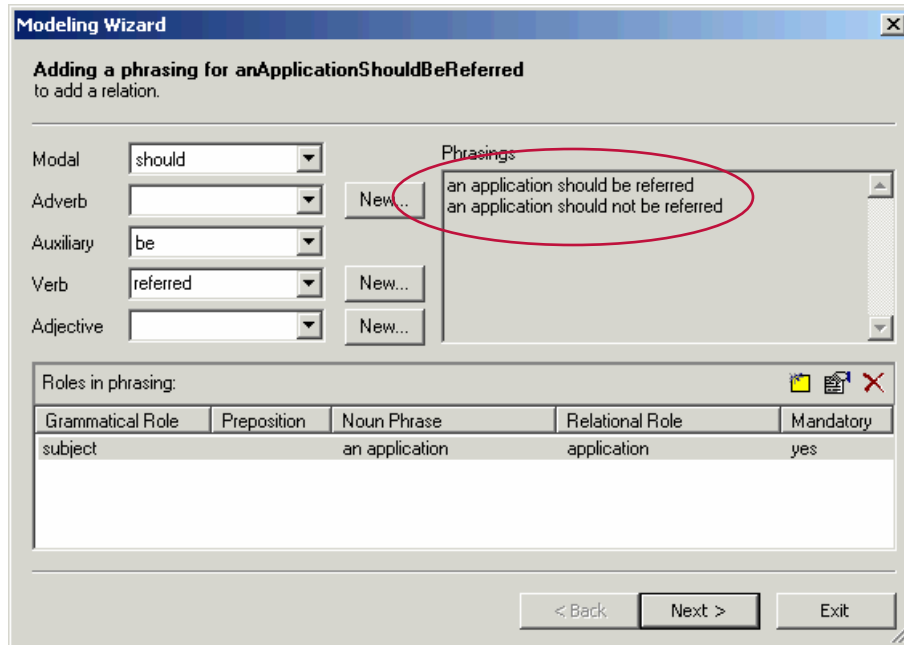 Modeling Wizard
Adding a phrasing for anApplicationShouldBeReferred
to add a relation.
Modal should
Adverb New...
Auxiliary be
Verb referred New...
Adjective New...
Phrasings
an application should be referred
an application should not be referred
Roles in phrasing:
Grammatical Role Preposition Noun Phrase Relational Role Mandatory
subject an application application yes
< Back Next > Exit